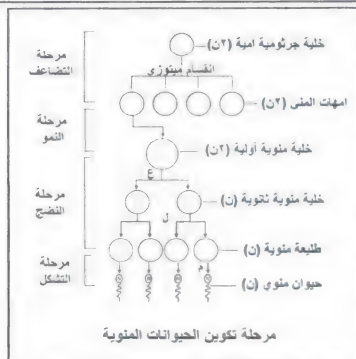 خلية جرثومية امية (٢ن)
مرحلة التضاعف
انقسام ميتوزى
امهات المنى (٢ن)
مرحلة النمو
خلية منوية أولية (٢ن)
ع
مرحلة النضج
خلية منوية ثانوية (ن)
ل
طليعة منوية (ن)
م
مرحلة التشكل
حيوان منوي (ن)
مرحلة تكوين الحيوانات المنوية